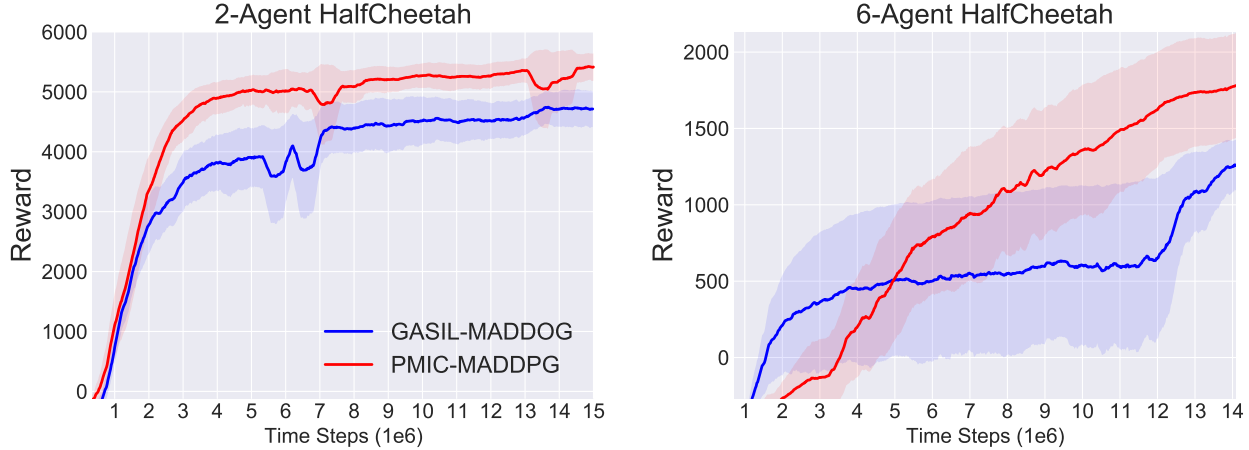 2-Agent HalfCheetah
6000
5000
4000
3000
2000
1000
0
Reward
GASIL-MADDOG
PMIC-MADDPG
1 2 3 4 5 6 7 8 9 10 11 12 13 14 15
Time Steps (1e6)
6-Agent HalfCheetah
2000
1500
1000
500
0
Reward
1 2 3 4 5 6 7 8 9 10 11 12 13 14
Time Steps (1e6)